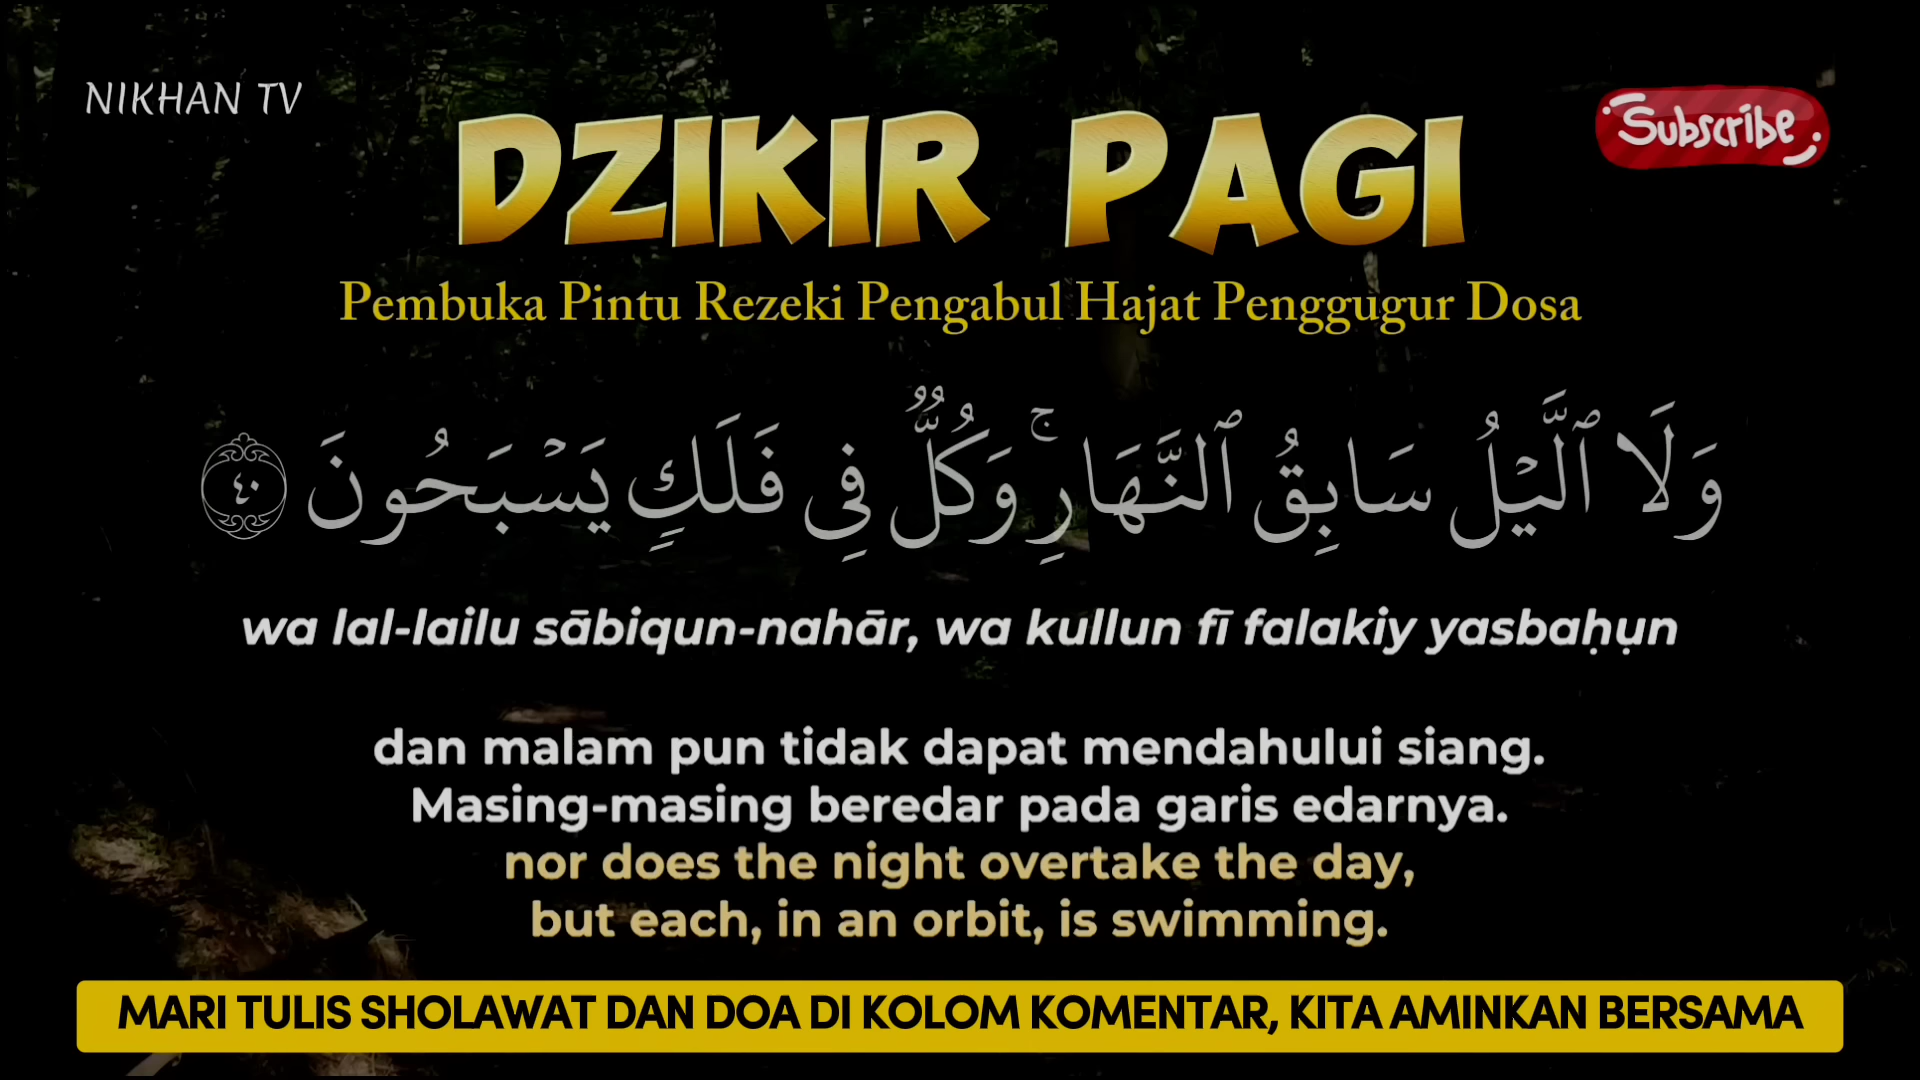 NIKHAN TV
Subscribe
DZIKIR PAGI
Pembuka Pintu Rezeki Pengabul Hajat Penggugur Dosa
وَلَا ٱلَّيْلُ سَابِقُ ٱلنَّهَارِ ۚ وَكُلٌّ فِى فَلَكٍ يَسْبَحُونَ ٤٠
wa lal-lailu sābiqun-nahār, wa kullun fī falakiy yasbaḥụn
dan malam pun tidak dapat mendahului siang.
Masing-masing beredar pada garis edarnya.
nor does the night overtake the day,
but each, in an orbit, is swimming.
MARI TULIS SHOLAWAT DAN DOA DI KOLOM KOMENTAR, KITA AMINKAN BERSAMA